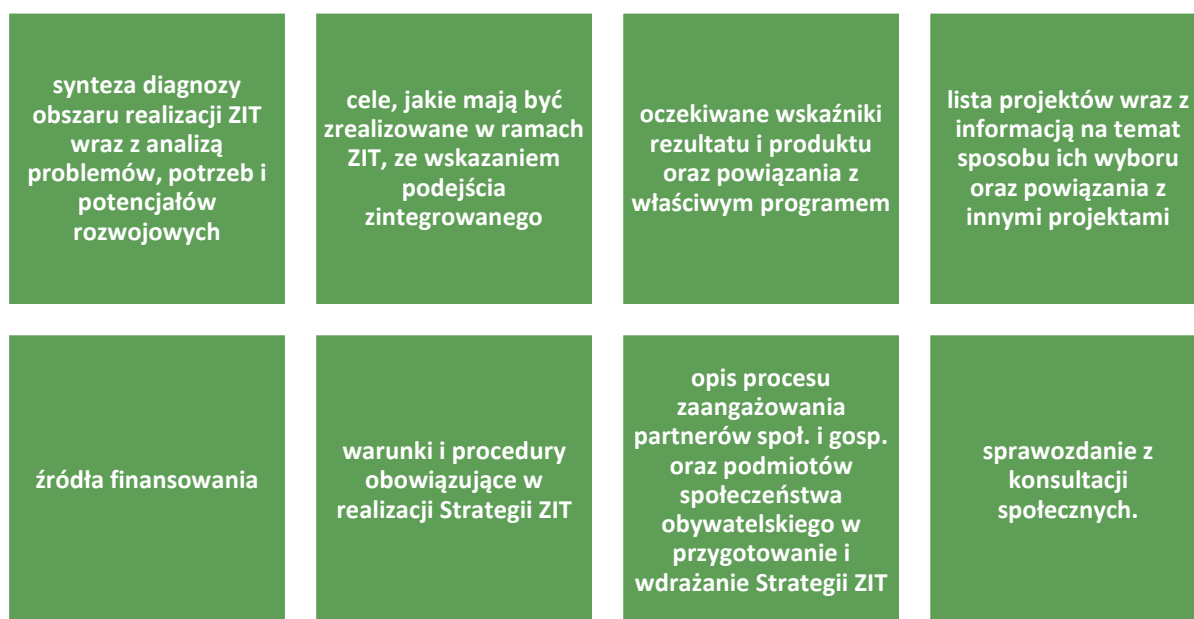 synteza diagnozy
obszaru realizacji ZIT
wraz z analizą
problemów, potrzeb i
potencjałów
rozwojowych
cele, jakie mają być
zrealizowane w ramach
ZIT, ze wskazaniem
podejścia
zintegrowanego
oczekiwane wskaźniki
rezultatu i produktu
oraz powiązania z
właściwym programem
lista projektów wraz z
informacją na temat
sposobu ich wyboru
oraz powiązania z
innymi projektami
źródła finansowania
warunki i procedury
obowiązujące w
realizacji Strategii ZIT
opis procesu
zaangażowania
partnerów społ. i gosp.
oraz podmiotów
społeczeństwa
obywatelskiego w
przygotowanie i
wdrażanie Strategii ZIT
sprawozdanie z
konsultacji
społecznych.